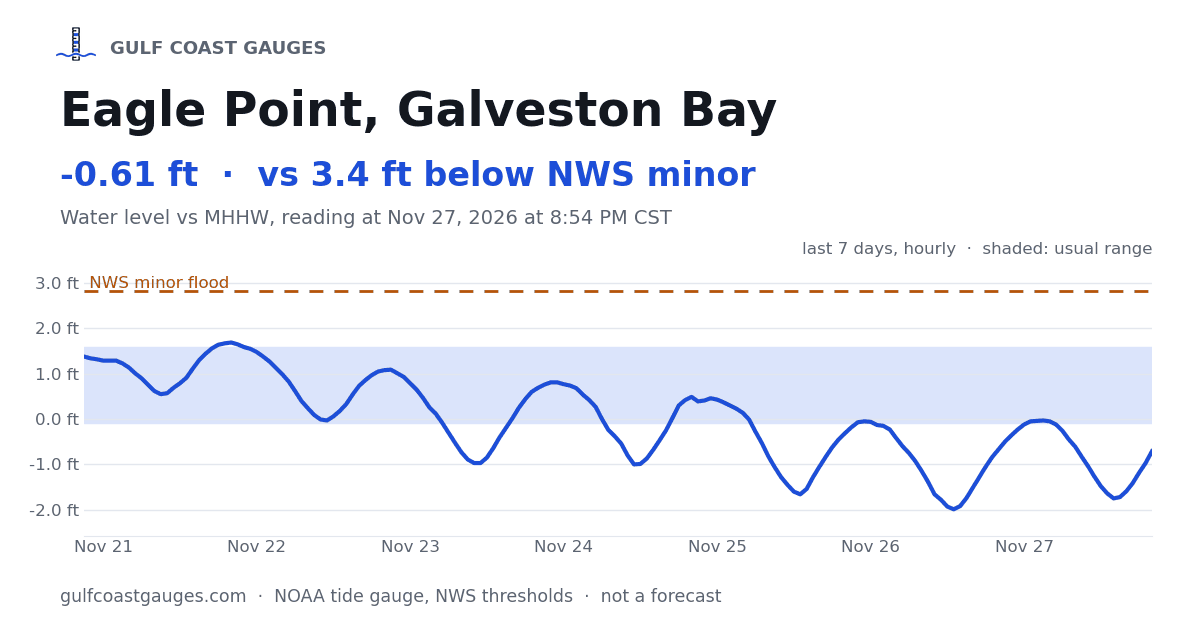 GULF COAST GAUGES
Eagle Point, Galveston Bay
-0.61 ft · vs 3.4 ft below NWS minor
Water level vs MHHW, reading at Nov 27, 2026 at 8:54 PM CST
last 7 days, hourly · shaded: usual range
3.0 ft NWS minor flood
2.0 ft
1.0 ft
0.0 ft
-1.0 ft
-2.0 ft
Nov 21 Nov 22 Nov 23 Nov 24 Nov 25 Nov 26 Nov 27
gulfcoastgauges.com · NOAA tide gauge, NWS thresholds · not a forecast